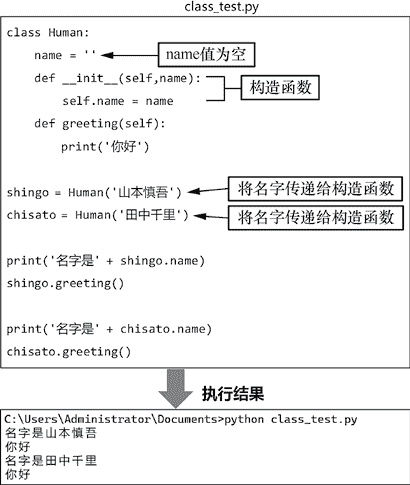 class_test.py
class Human:
name = '' name值为空
def __init__(self,name):
self.name = name 构造函数
def greeting(self):
print('你好')
shingo = Human('山本慎吾') 将名字传递给构造函数
chisato = Human('田中千里') 将名字传递给构造函数
print('名字是' + shingo.name)
shingo.greeting()
print('名字是' + chisato.name)
chisato.greeting()
执行结果
C:\Users\Administrator\Documents>python class_test.py
名字是山本慎吾
你好
名字是田中千里
你好